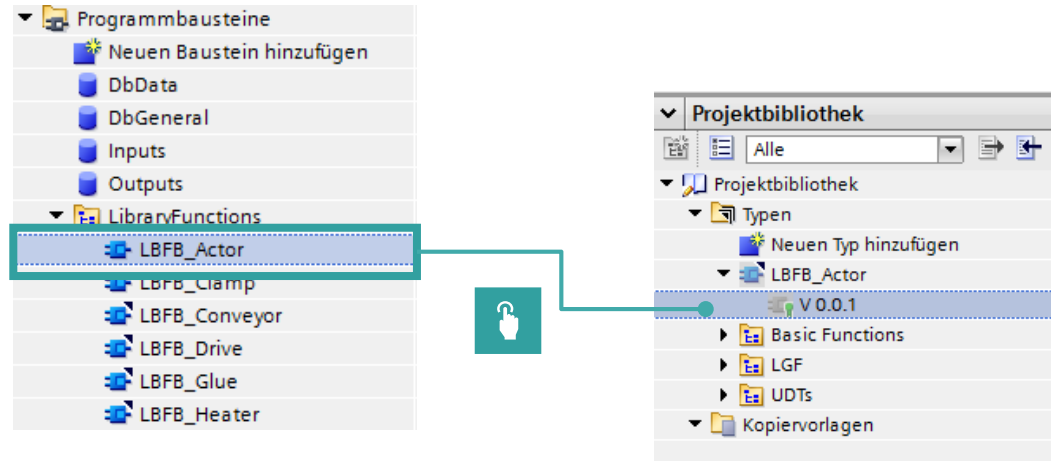 Programmbausteine
Neuen Baustein hinzufügen
DbData
DbGeneral
Inputs
Outputs
LibraryFunctions
LBFB_Actor
LBFB_Clamp
LBFB_Conveyor
LBFB_Drive
LBFB_Glue
LBFB_Heater
Projektbibliothek
Alle
Projektbibliothek
Typen
Neuen Typ hinzufügen
LBFB_Actor
V 0.0.1
Basic Functions
LGF
UDTs
Kopiervorlagen